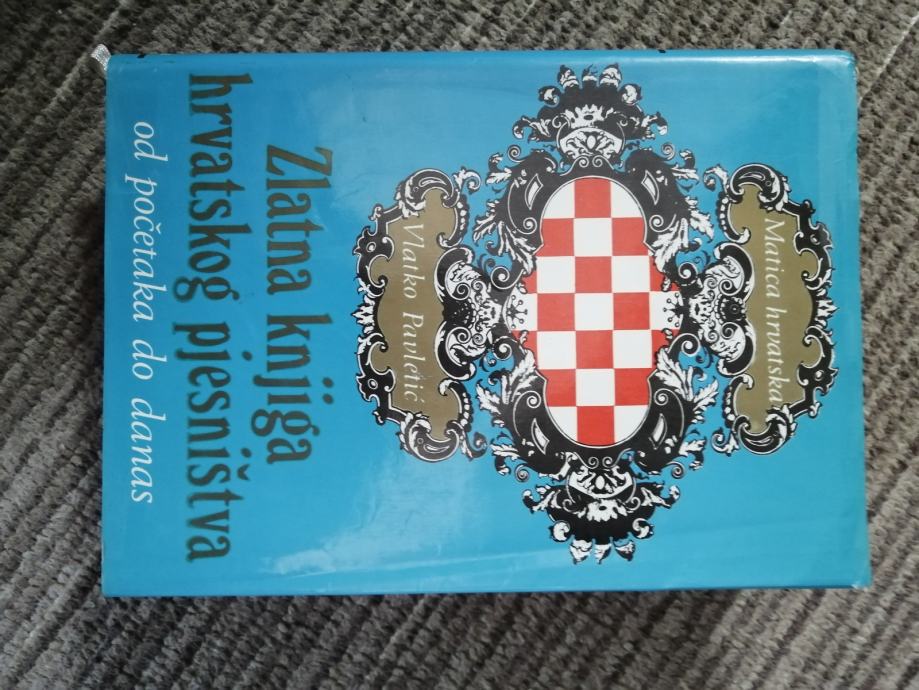 Matica hrvatska
Vlatko Pavletić
Zlatna knjiga
hrvatskog pjesništva
od početaka do danas